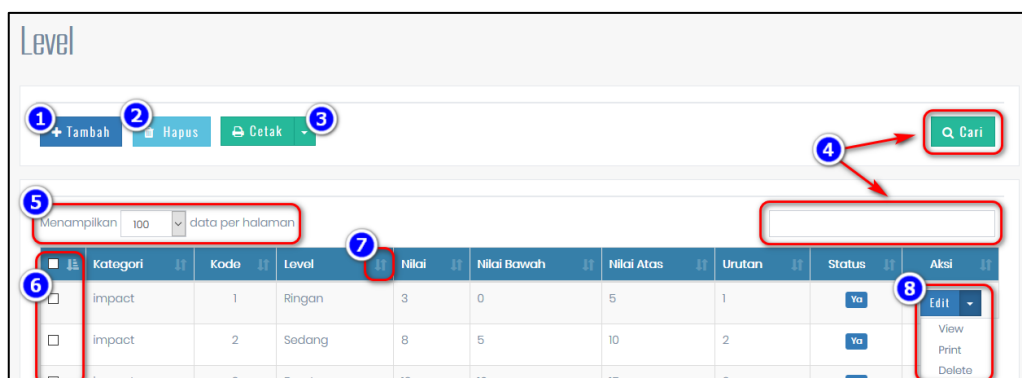 Level
1 + Tambah 2 Hapus Cetak 3 Cari
4
5
Menampilkan 100 data per halaman
7
Kategori Kode Level Nilai Nilai Bawah Nilai Atas Urutan Status Aksi
6 impact 1 Ringan 3 0 5 1 Ya 8 Edit
View
impact 2 Sedang 8 5 10 2 Ya Print
Delete